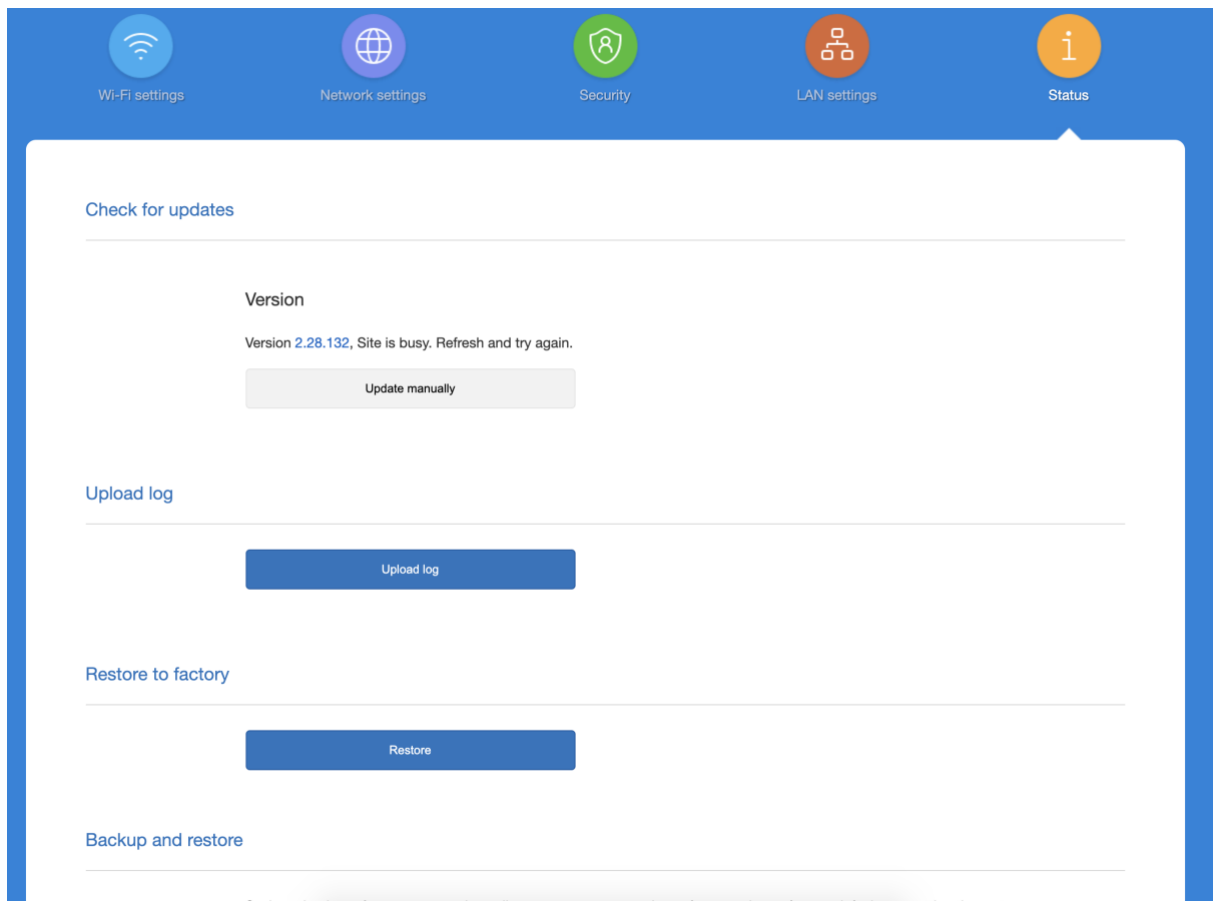 Wi-Fi settings
Network settings
Security
LAN settings
Status
Check for updates
Version
Version 2.28.132, Site is busy. Refresh and try again.
Update manually
Upload log
Upload log
Restore to factory
Restore
Backup and restore